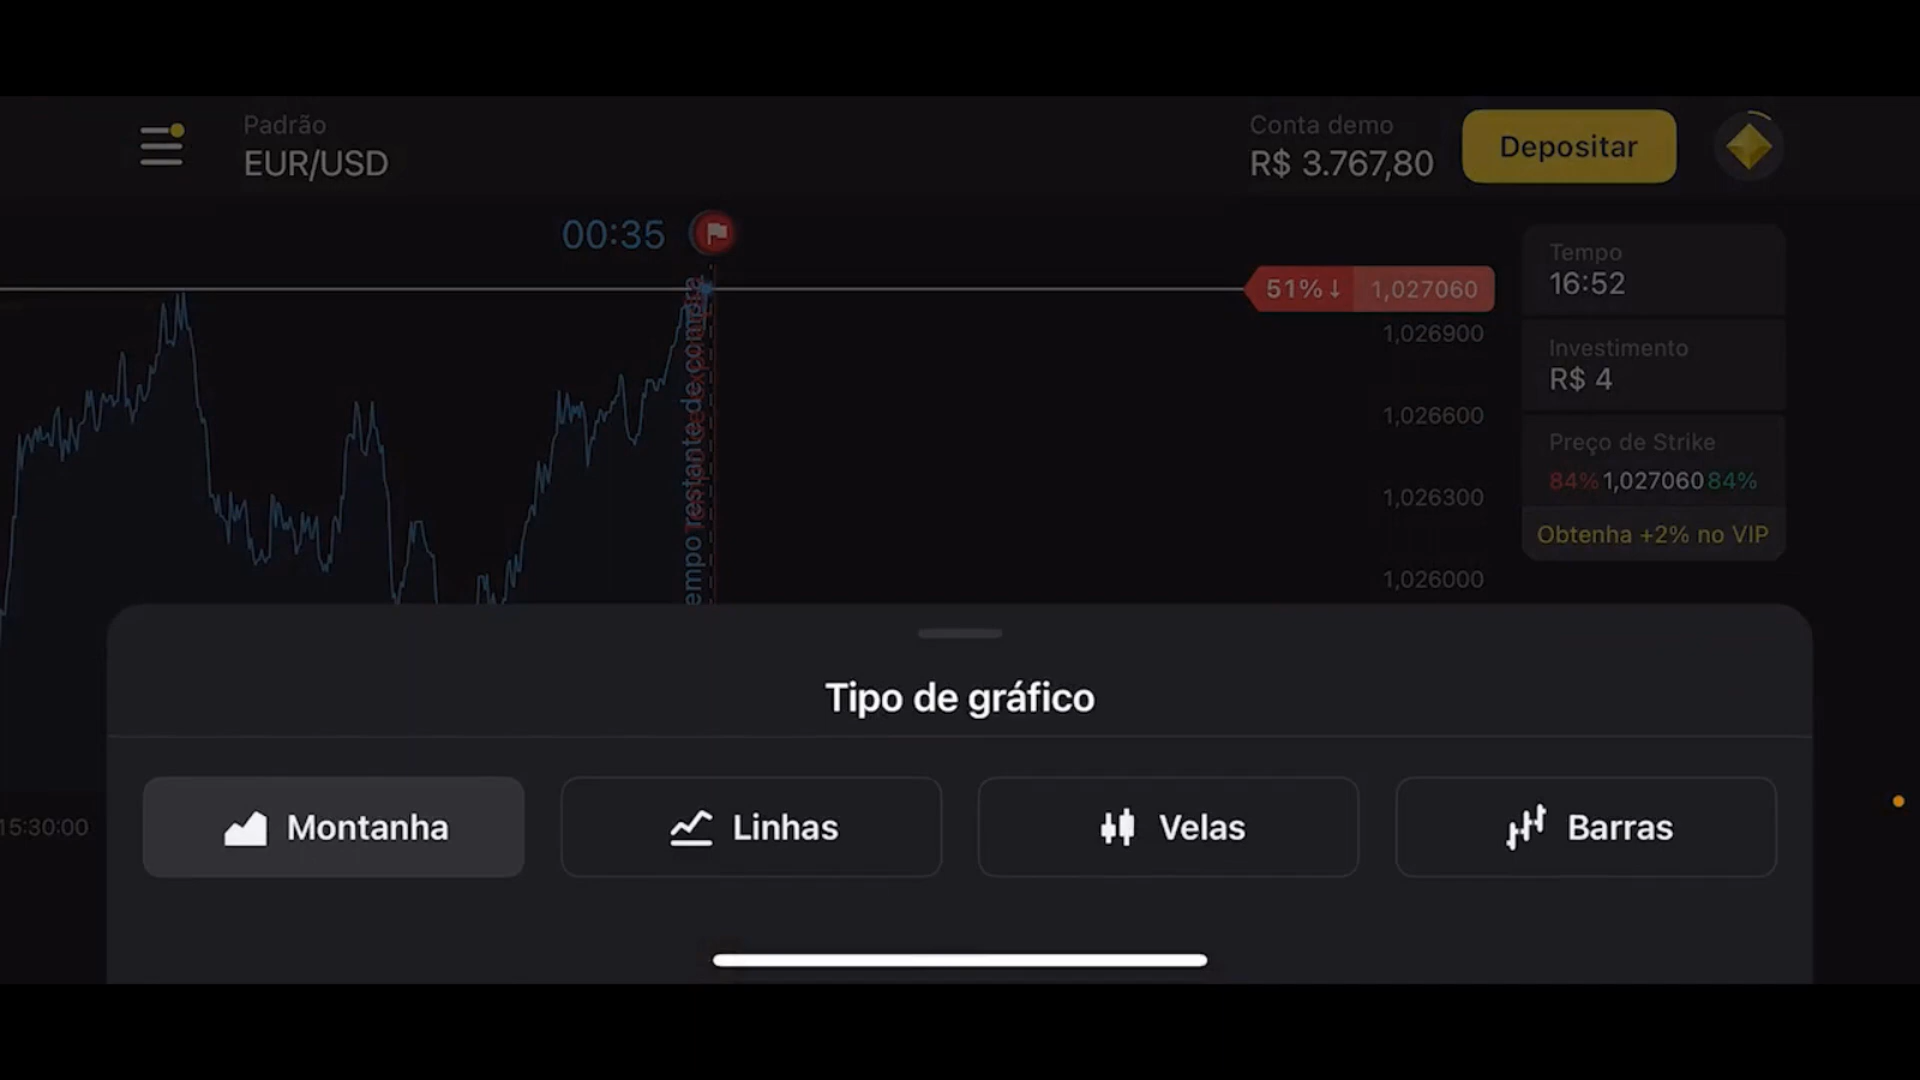 Padrão
EUR/USD
Conta demo
R$ 3.767,80
Depositar
00:35
51%↓ 1,027060
1,026900
1,026600
1,026300
1,026000
empo restante de compra
Tempo
16:52
Investimento
R$ 4
Preço de Strike
84% 1,027060 84%
Obtenha +2% no VIP
15:30:00
Tipo de gráfico
Montanha
Linhas
Velas
Barras